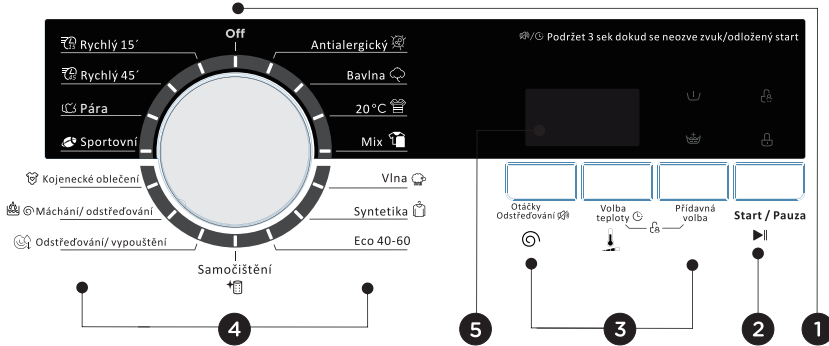 Off
Rychlý 15´
Rychlý 45´
Pára
Sportovní
Kojenecké oblečení
Máchání/ odstřeďování
Odstřeďování/ vypouštění
Samočištění
Antialergický
Bavlna
20°C
Mix
Vlna
Syntetika
Eco 40-60
/ Podržet 3 sek dokud se neozve zvuk/odložený start
Otáčky
Odstřeďování
Volba
teploty
Přídavná
volba
Start / Pauza
4
5
3
2
1